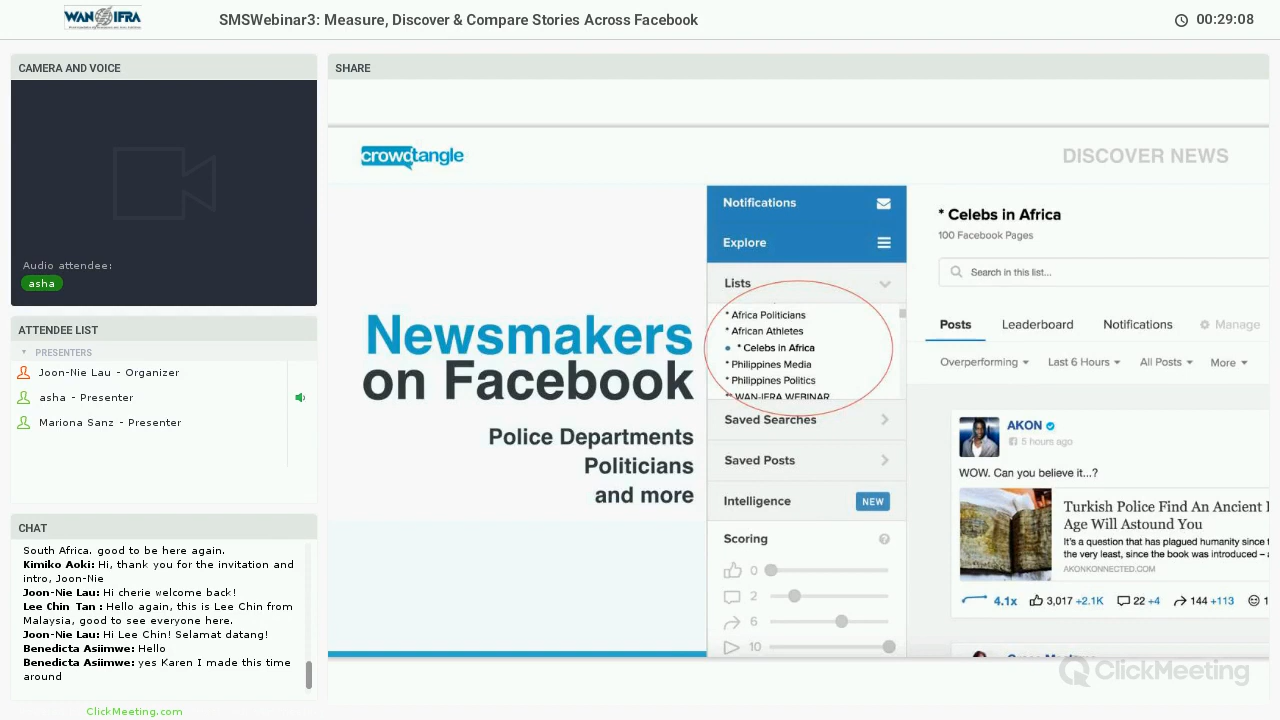 WAN IFRA
SMSWebinar3: Measure, Discover & Compare Stories Across Facebook
00:29:08
CAMERA AND VOICE
Audio attendee:
asha
ATTENDEE LIST
PRESENTERS
Joon-Nie Lau - Organizer
asha - Presenter
Mariona Sanz - Presenter
CHAT
South Africa. good to be here again.
Kimiko Aoki: Hi, thank you for the invitation and
intro, Joon-Nie
Joon-Nie Lau: Hi cherie welcome back!
Lee Chin Tan : Hello again, this is Lee Chin from
Malaysia, good to see everyone here.
Joon-Nie Lau: Hi Lee Chin! Selamat datang!
Benedicta Asiimwe: Hello
Benedicta Asiimwe: yes Karen I made this time
around
ClickMeeting.com
SHARE
crowdtangle
DISCOVER NEWS
Newsmakers
on Facebook
Police Departments
Politicians
and more
Notifications
Explore
Lists
* Africa Politicians
* African Athletes
* Celebs in Africa
* Philippines Media
* Philippines Politics
WAN-IFRA WEBINAR
Saved Searches
Saved Posts
Intelligence NEW
Scoring
0
2
6
10
* Celebs in Africa
100 Facebook Pages
Search in this list...
Posts Leaderboard Notifications Manage
Overperforming Last 6 Hours All Posts More
AKON
5 hours ago
WOW. Can you believe it...?
Turkish Police Find An Ancient
Age Will Astound You
It's a question that has plagued humanity since
the very least, since the book was introduced –
AKONKONNECTED.COM
4.1x 3,017 +2.1K 22 +4 144 +113 1
ClickMeeting